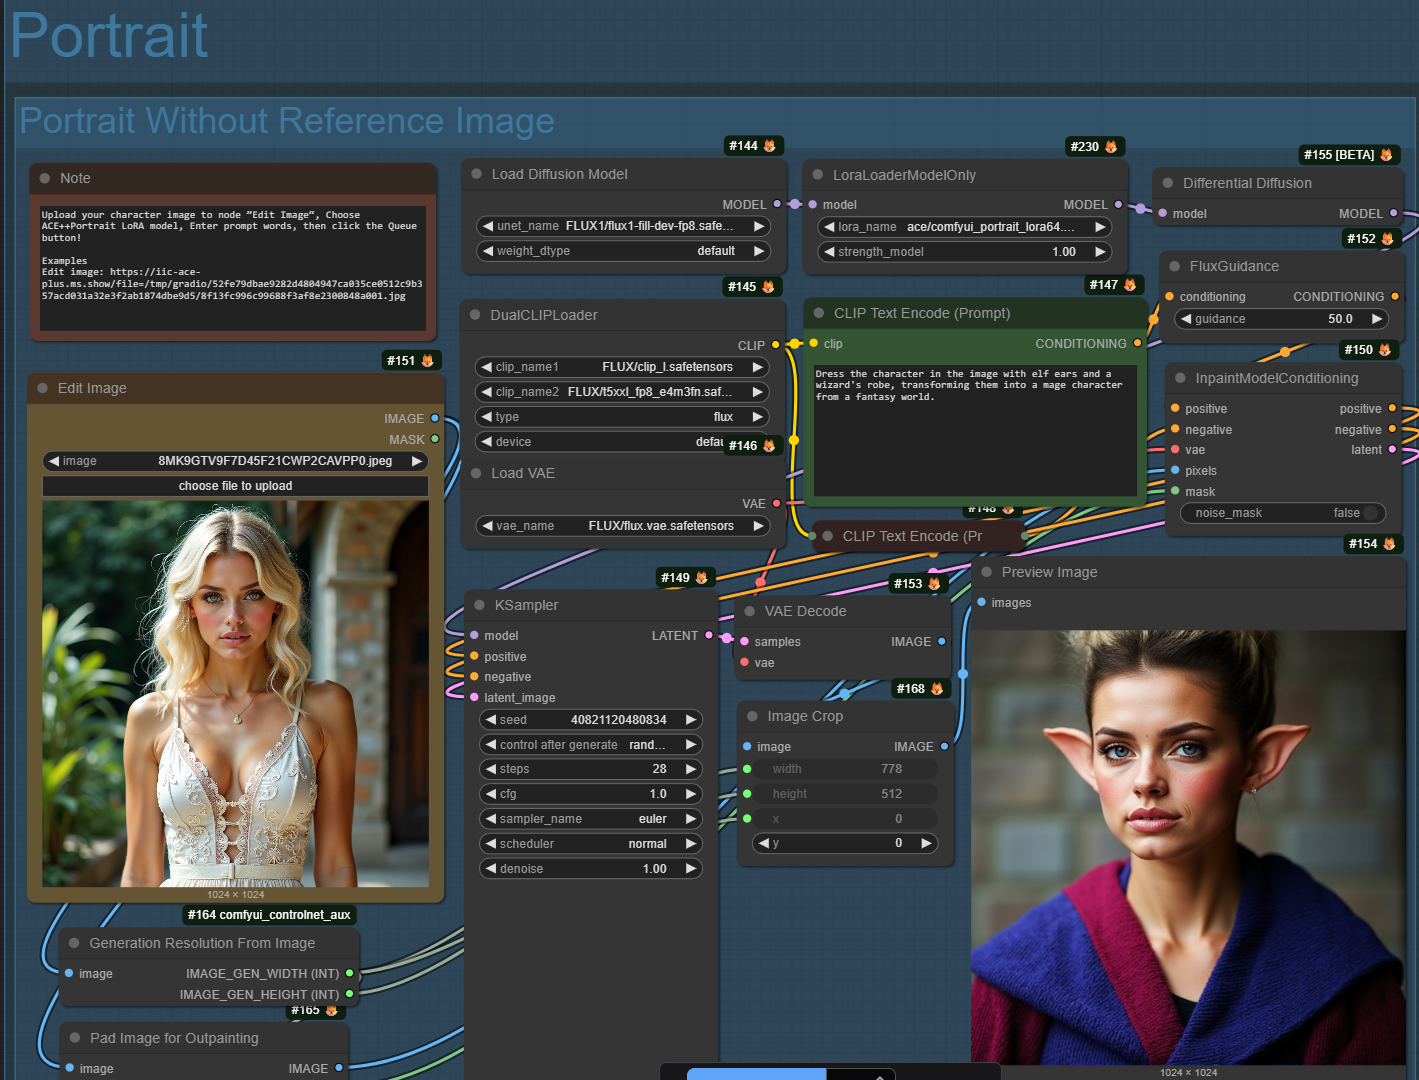 Portrait
Portrait Without Reference Image
Note
Upload your character image to node "Edit Image", Choose
ACE++Portrait LoRA model, Enter prompt words, then click the Queue
button!
Examples
Edit image: https://iic-ace-
plus.ms.show/file=/tmp/gradio/52fe79dbae9282d4804947ca035ce0512c9b3
57acd031a32e3f2ab1874dbe9d5/8f13fc996c99688f3af8e2300848a001.jpg
#151
Edit Image
IMAGE
MASK
image 8MK9GTV9F7D45F21CWP2CAVPP0.jpeg
choose file to upload
1024 × 1024
#164 comfyui_controlnet_aux
Generation Resolution From Image
image IMAGE_GEN_WIDTH (INT)
IMAGE_GEN_HEIGHT (INT)
#165
Pad Image for Outpainting
image IMAGE
#144
Load Diffusion Model
MODEL
unet_name FLUX1/flux1-fill-dev-fp8.safe...
weight_dtype default
#145
DualCLIPLoader
CLIP
clip_name1 FLUX/clip_l.safetensors
clip_name2 FLUX/t5xxl_fp8_e4m3fn.saf...
type flux
device defau
#146
Load VAE
VAE
vae_name FLUX/flux.vae.safetensors
#149
KSampler
model LATENT
positive
negative
latent_image
seed 40821120480834
control after generate rand...
steps 28
cfg 1.0
sampler_name euler
scheduler normal
denoise 1.00
#230
LoraLoaderModelOnly
model MODEL
lora_name ace/comfyui_portrait_lora64....
strength_model 1.00
#147
CLIP Text Encode (Prompt)
clip CONDITIONING
Dress the character in the image with elf ears and a
wizard's robe, transforming them into a mage character
from a fantasy world.
#148
CLIP Text Encode (Pr
#153
VAE Decode
samples IMAGE
vae
#168
Image Crop
image IMAGE
width 778
height 512
x 0
y 0
#155 [BETA]
Differential Diffusion
model MODEL
#152
FluxGuidance
conditioning CONDITIONING
guidance 50.0
#150
InpaintModelConditioning
positive positive
negative negative
vae latent
pixels
mask
noise_mask false
#154
Preview Image
images
1024 × 1024